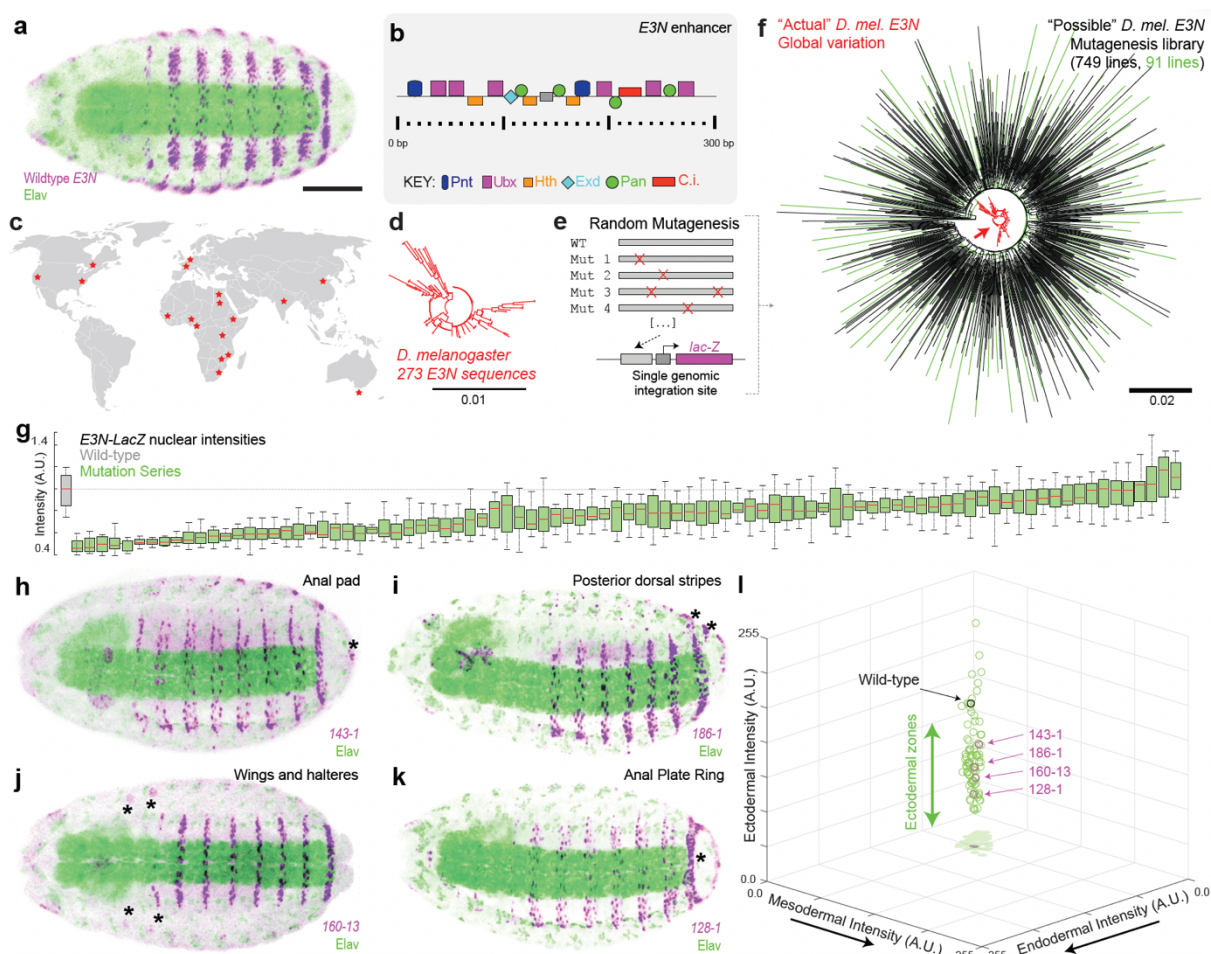 a
Wildtype E3N
Elav
b
E3N enhancer
0 bp
300 bp
KEY: Pnt Ubx Hth Exd Pan C.i.
c
d
D. melanogaster
273 E3N sequences
0.01
e
Random Mutagenesis
WT
Mut 1
Mut 2
Mut 3
Mut 4
[...]
lac-Z
Single genomic
integration site
f
"Actual" D. mel. E3N
Global variation
"Possible" D. mel. E3N
Mutagenesis library
(749 lines, 91 lines)
0.02
g
E3N-LacZ nuclear intensities
Wild-type
Mutation Series
Intensity (A.U.)
1.4
0.4
h
Anal pad
*
143-1
Elav
i
Posterior dorsal stripes
*
*
186-1
Elav
j
Wings and halteres
* *
* *
160-13
Elav
k
Anal Plate Ring
*
128-1
Elav
l
255
Wild-type
Ectodermal Intensity (A.U.)
Ectodermal zones
143-1
186-1
160-13
128-1
0.0
0.0
0.0
Mesodermal Intensity (A.U.)
Endodermal Intensity (A.U.)
255 255